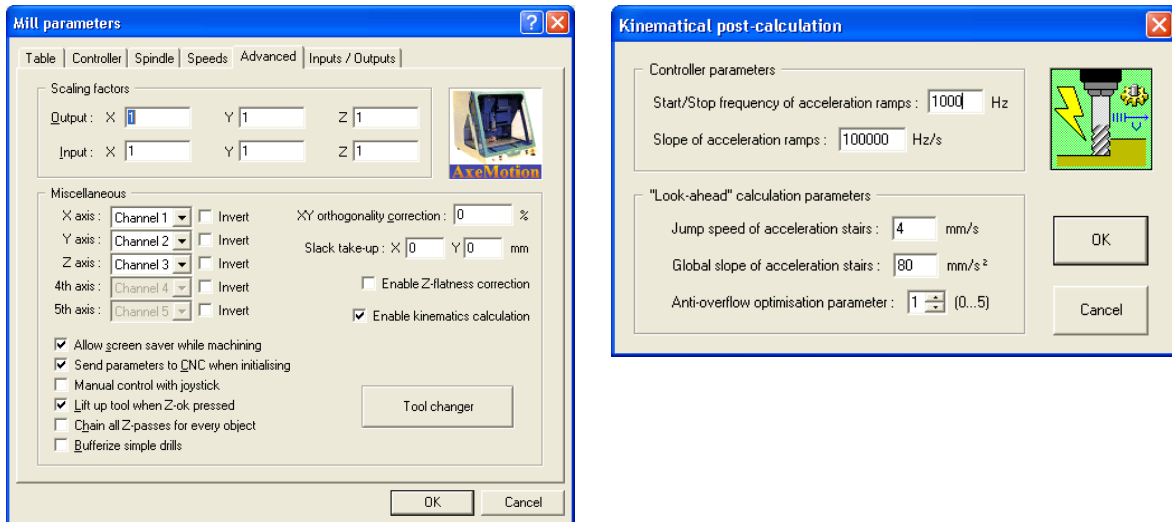 Mill parameters
Table Controller Spindle Speeds Advanced Inputs / Outputs
Scaling factors
Output : X 1 Y 1 Z 1
Input : X 1 Y 1 Z 1
AxeMotion
Miscellaneous
X axis : Channel 1 Invert
Y axis : Channel 2 Invert
Z axis : Channel 3 Invert
4th axis : Channel 4 Invert
5th axis : Channel 5 Invert
XY orthogonality correction : 0 %
Slack take-up : X 0 Y 0 mm
Enable Z-flatness correction
Enable kinematics calculation
Allow screen saver while machining
Send parameters to CNC when initialising
Manual control with joystick
Lift up tool when Z-ok pressed
Chain all Z-passes for every object
Bufferize simple drills
Tool changer
OK Cancel
Kinematical post-calculation
Controller parameters
Start/Stop frequency of acceleration ramps : 1000 Hz
Slope of acceleration ramps : 100000 Hz/s
"Look-ahead" calculation parameters
Jump speed of acceleration stairs : 4 mm/s
Global slope of acceleration stairs : 80 mm/s²
Anti-overflow optimisation parameter : 1 (0...5)
V
OK
Cancel